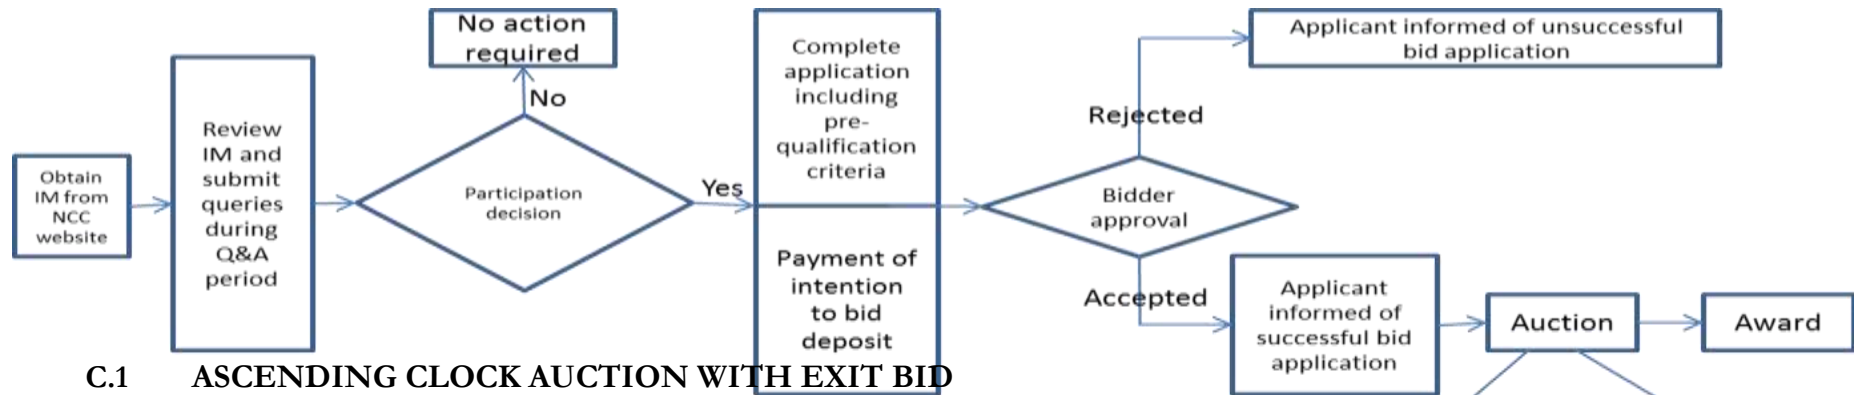 Obtain
IM from
NCC
website
Review
IM and
submit
queries
during
Q&A
period
No action
required
No
Participation
decision
Yes
Complete
application
including
pre-
qualification
criteria
Payment of
intention
to bid
deposit
Bidder
approval
Rejected
Applicant informed of unsuccessful
bid application
Accepted
Applicant
informed of
successful bid
application
Auction
Award
C.1 ASCENDING CLOCK AUCTION WITH EXIT BID